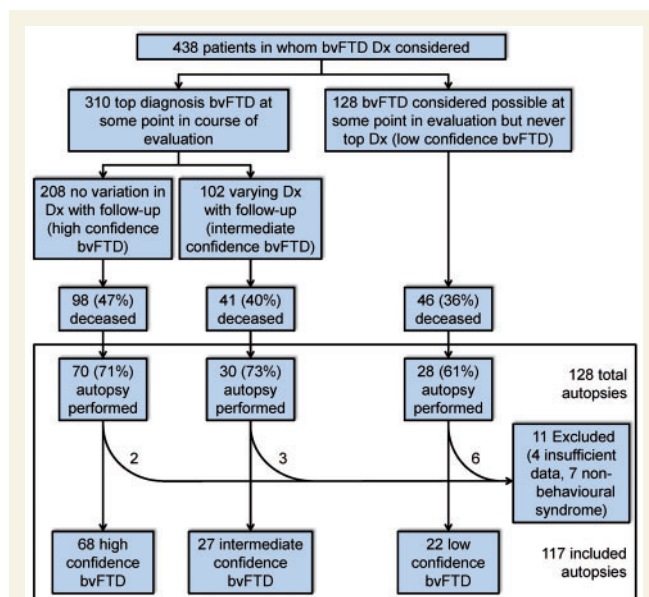 438 patients in whom bvFTD Dx considered
310 top diagnosis bvFTD at
some point in course of
evaluation
128 bvFTD considered possible at
some point in evaluation but never
top Dx (low confidence bvFTD)
208 no variation in
Dx with follow-up
(high confidence
bvFTD)
102 varying Dx
with follow-up
(intermediate
confidence bvFTD)
98 (47%)
deceased
41 (40%)
deceased
46 (36%)
deceased
70 (71%)
autopsy
performed
30 (73%)
autopsy
performed
28 (61%)
autopsy
performed
128 total
autopsies
2
3
6
11 Excluded
(4 insufficient
data, 7 non-
behavioural
syndrome)
68 high
confidence
bvFTD
27 intermediate
confidence
bvFTD
22 low
confidence
bvFTD
117 included
autopsies